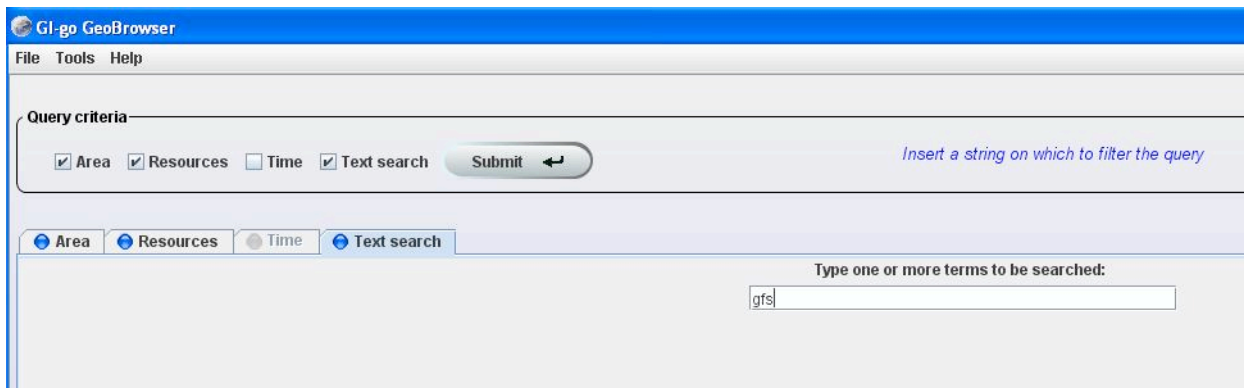 GI-go GeoBrowser
File Tools Help
Query criteria
Area Resources Time Text search Submit Insert a string on which to filter the query
Area Resources Time Text search
Type one or more terms to be searched:
gfs